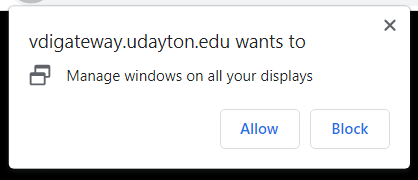 vdigateway.udayton.edu wants to
Manage windows on all your displays
Allow Block